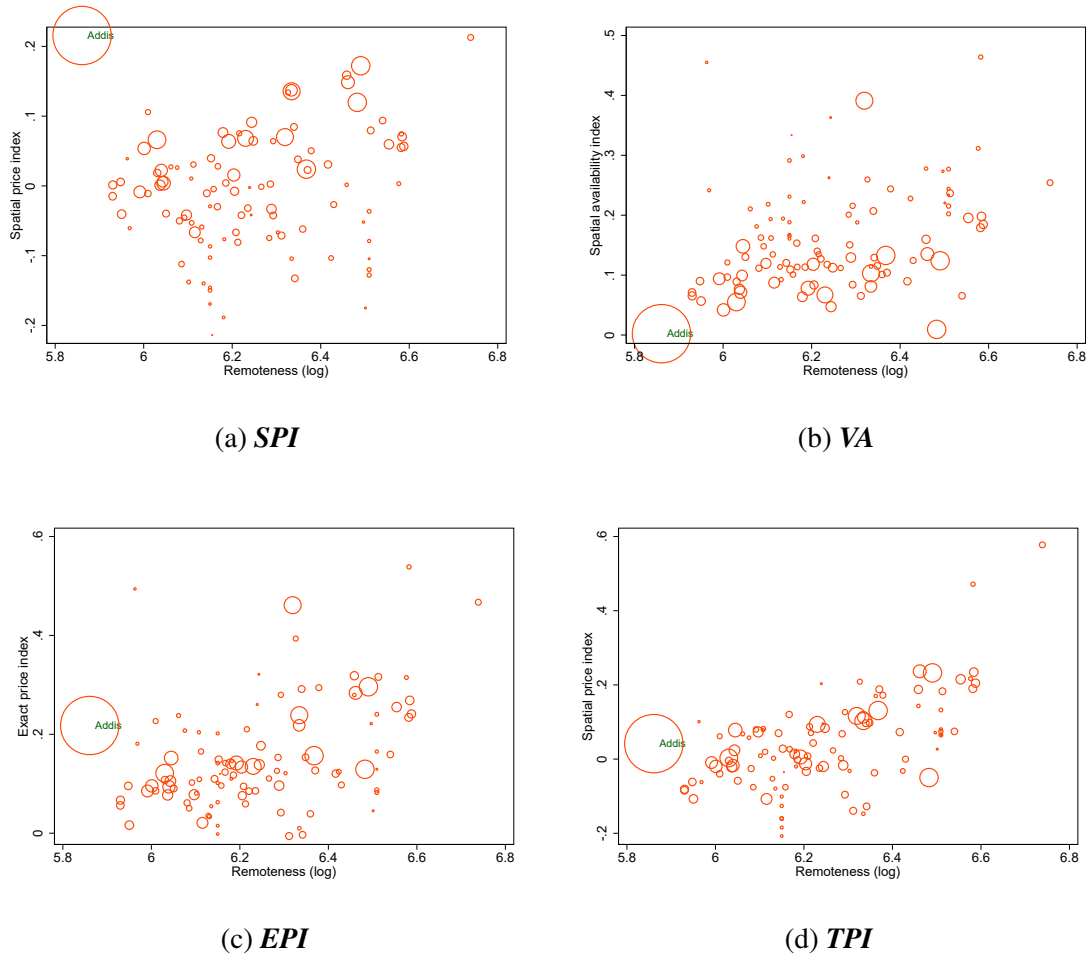 Spatial price index
.2
.1
0
-.1
-.2
Addis
5.8 6 6.2 6.4 6.6 6.8
Remoteness (log)
(a) SPI
Spatial availability index
.5
.4
.3
.2
.1
0
Addis
5.8 6 6.2 6.4 6.6 6.8
Remoteness (log)
(b) VA
Exact price index
.6
.4
.2
0
Addis
5.8 6 6.2 6.4 6.6 6.8
Remoteness (log)
(c) EPI
Spatial price index
.6
.4
.2
0
-.2
Addis
5.8 6 6.2 6.4 6.6 6.8
Remoteness (log)
(d) TPI